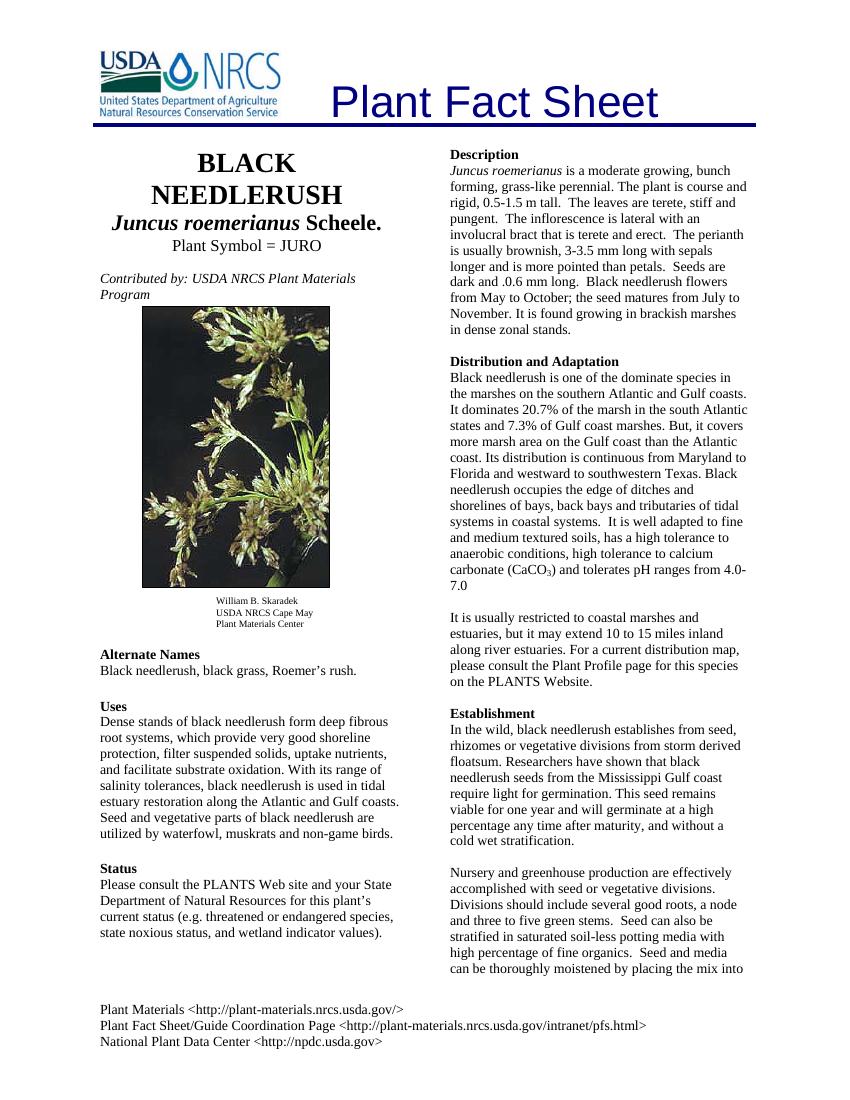 USDA NRCS
United States Department of Agriculture
Natural Resources Conservation Service
Plant Fact Sheet
BLACK
NEEDLERUSH
Juncus roemerianus Scheele.
Plant Symbol = JURO
Contributed by: USDA NRCS Plant Materials
Program
William B. Skaradek
USDA NRCS Cape May
Plant Materials Center
Alternate Names
Black needlerush, black grass, Roemer’s rush.
Uses
Dense stands of black needlerush form deep fibrous
root systems, which provide very good shoreline
protection, filter suspended solids, uptake nutrients,
and facilitate substrate oxidation. With its range of
salinity tolerances, black needlerush is used in tidal
estuary restoration along the Atlantic and Gulf coasts.
Seed and vegetative parts of black needlerush are
utilized by waterfowl, muskrats and non-game birds.
Status
Please consult the PLANTS Web site and your State
Department of Natural Resources for this plant’s
current status (e.g. threatened or endangered species,
state noxious status, and wetland indicator values).
Description
Juncus roemerianus is a moderate growing, bunch
forming, grass-like perennial. The plant is course and
rigid, 0.5-1.5 m tall.  The leaves are terete, stiff and
pungent.  The inflorescence is lateral with an
involucral bract that is terete and erect.  The perianth
is usually brownish, 3-3.5 mm long with sepals
longer and is more pointed than petals.  Seeds are
dark and .0.6 mm long.  Black needlerush flowers
from May to October; the seed matures from July to
November. It is found growing in brackish marshes
in dense zonal stands.
Distribution and Adaptation
Black needlerush is one of the dominate species in
the marshes on the southern Atlantic and Gulf coasts.
It dominates 20.7% of the marsh in the south Atlantic
states and 7.3% of Gulf coast marshes. But, it covers
more marsh area on the Gulf coast than the Atlantic
coast. Its distribution is continuous from Maryland to
Florida and westward to southwestern Texas. Black
needlerush occupies the edge of ditches and
shorelines of bays, back bays and tributaries of tidal
systems in coastal systems.  It is well adapted to fine
and medium textured soils, has a high tolerance to
anaerobic conditions, high tolerance to calcium
carbonate (CaCO₃) and tolerates pH ranges from 4.0-
7.0
It is usually restricted to coastal marshes and
estuaries, but it may extend 10 to 15 miles inland
along river estuaries. For a current distribution map,
please consult the Plant Profile page for this species
on the PLANTS Website.
Establishment
In the wild, black needlerush establishes from seed,
rhizomes or vegetative divisions from storm derived
floatsum. Researchers have shown that black
needlerush seeds from the Mississippi Gulf coast
require light for germination. This seed remains
viable for one year and will germinate at a high
percentage any time after maturity, and without a
cold wet stratification.
Nursery and greenhouse production are effectively
accomplished with seed or vegetative divisions.
Divisions should include several good roots, a node
and three to five green stems.  Seed can also be
stratified in saturated soil-less potting media with
high percentage of fine organics.  Seed and media
can be thoroughly moistened by placing the mix into
Plant Materials <http://plant-materials.nrcs.usda.gov/>
Plant Fact Sheet/Guide Coordination Page <http://plant-materials.nrcs.usda.gov/intranet/pfs.html>
National Plant Data Center <http://npdc.usda.gov>